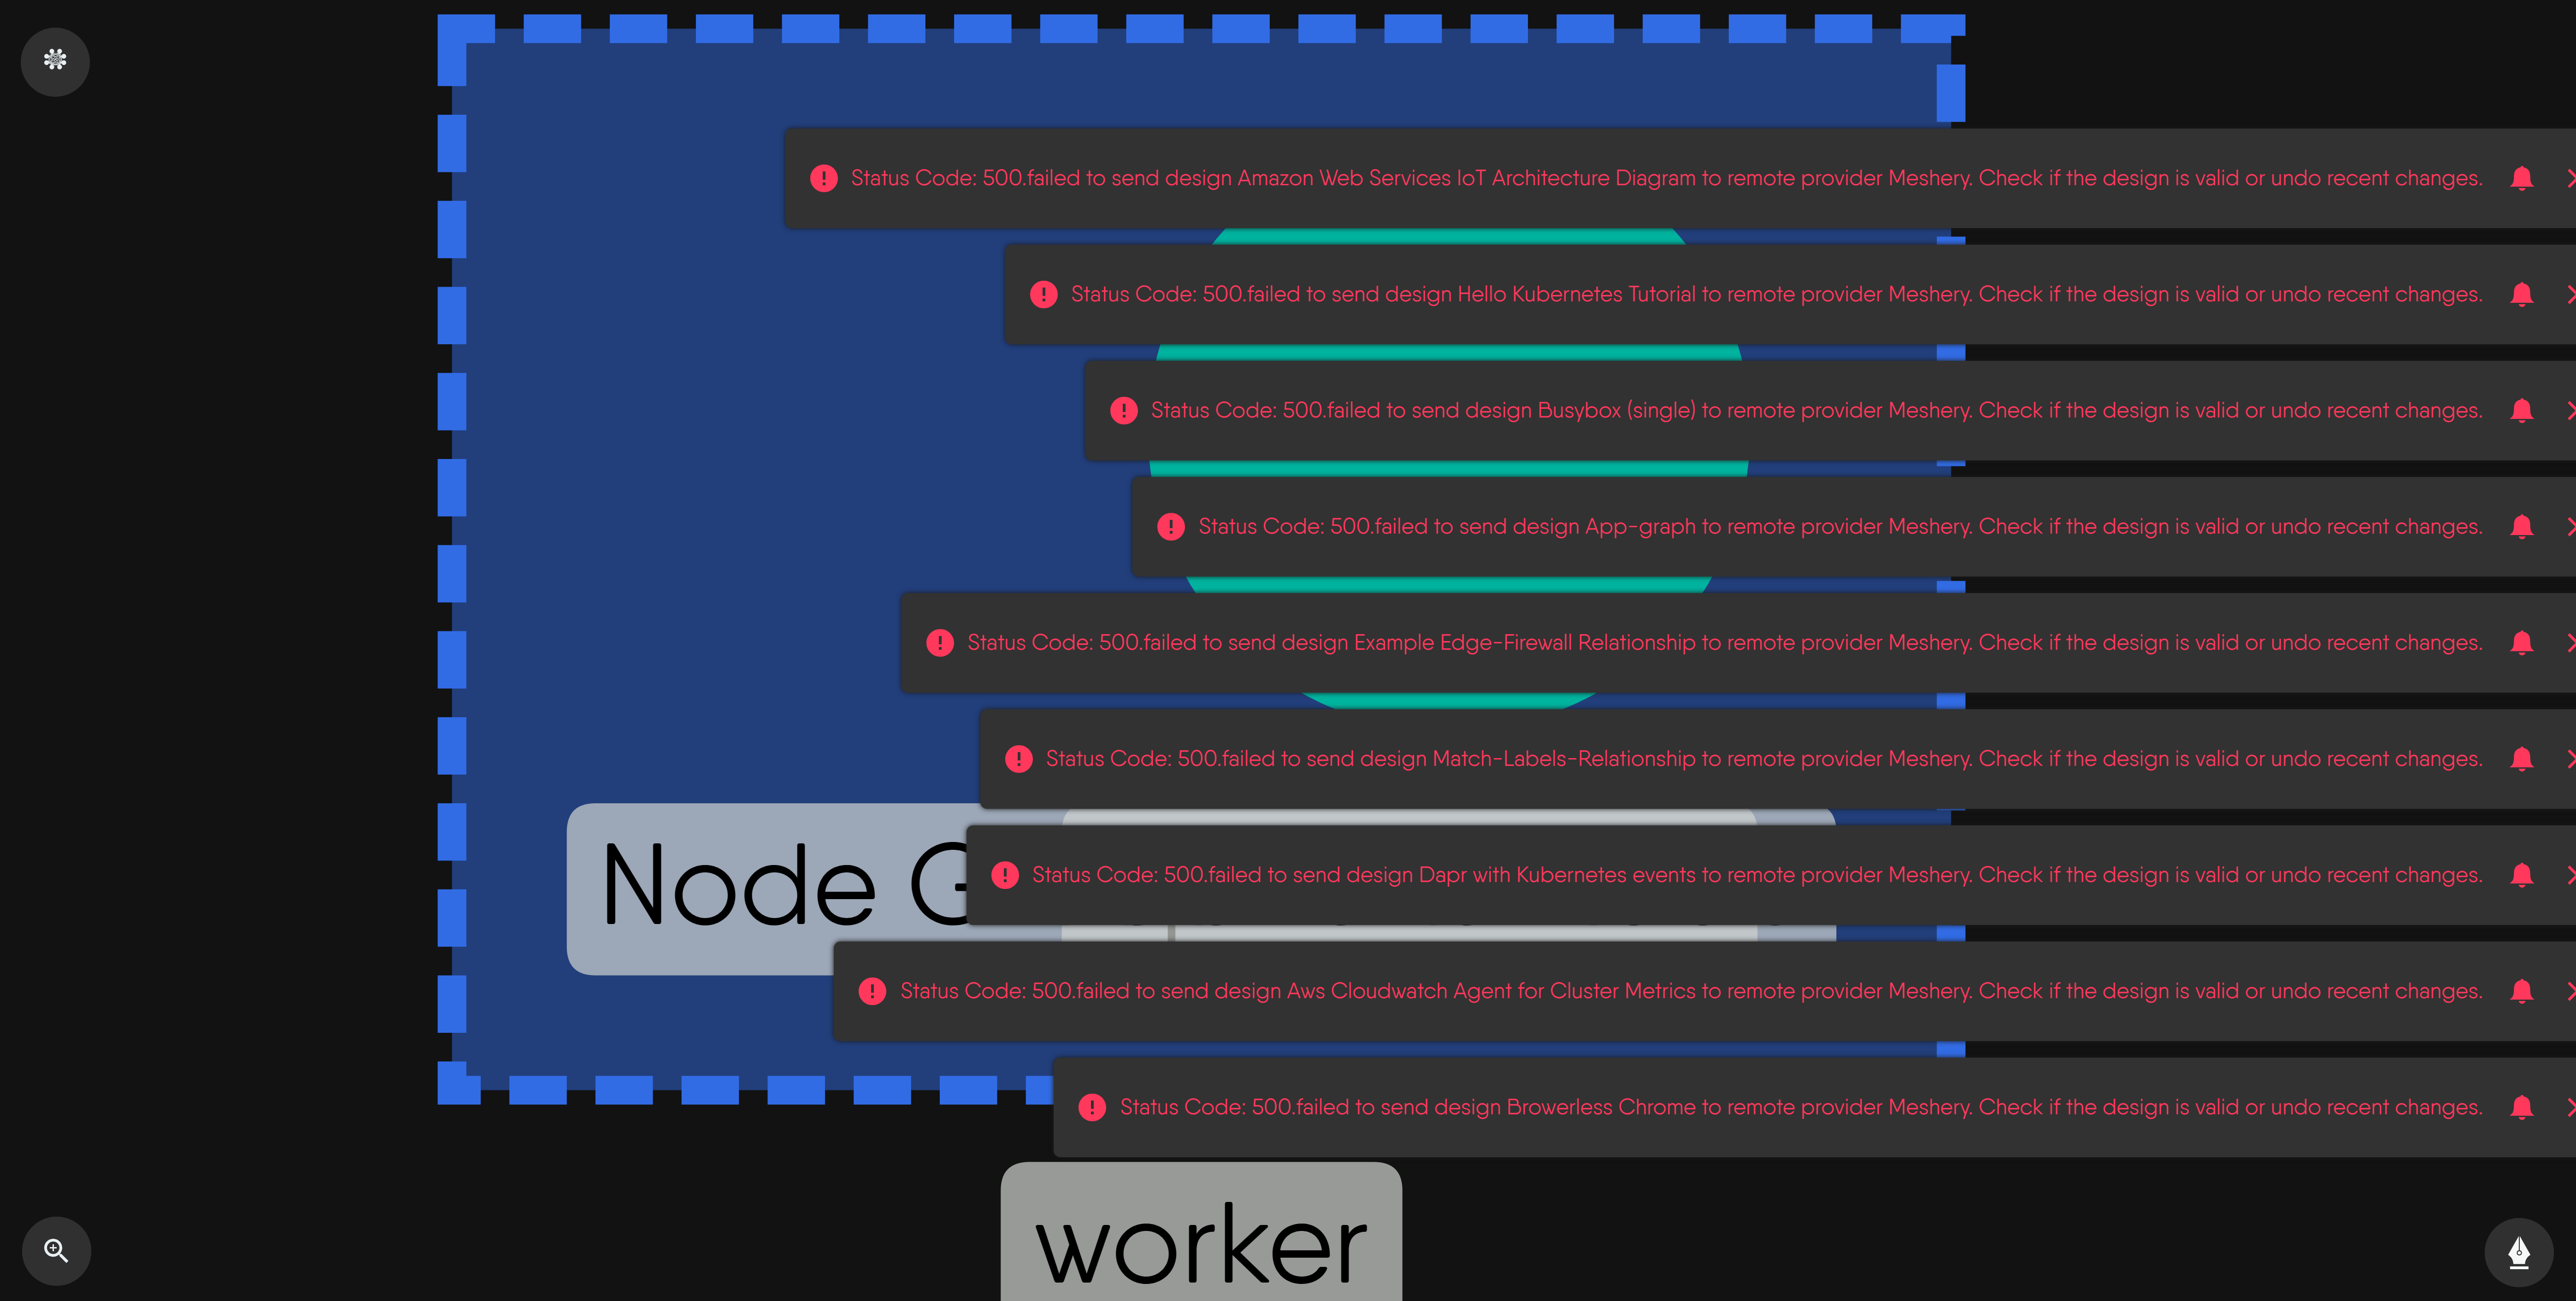 Status Code: 500.failed to send design Amazon Web Services IoT Architecture Diagram to remote provider Meshery. Check if the design is valid or undo recent changes.
Status Code: 500.failed to send design Hello Kubernetes Tutorial to remote provider Meshery. Check if the design is valid or undo recent changes.
Status Code: 500.failed to send design Busybox (single) to remote provider Meshery. Check if the design is valid or undo recent changes.
Status Code: 500.failed to send design App-graph to remote provider Meshery. Check if the design is valid or undo recent changes.
Status Code: 500.failed to send design Example Edge-Firewall Relationship to remote provider Meshery. Check if the design is valid or undo recent changes.
Status Code: 500.failed to send design Match-Labels-Relationship to remote provider Meshery. Check if the design is valid or undo recent changes.
Node
Status Code: 500.failed to send design Dapr with Kubernetes events to remote provider Meshery. Check if the design is valid or undo recent changes.
Status Code: 500.failed to send design Aws Cloudwatch Agent for Cluster Metrics to remote provider Meshery. Check if the design is valid or undo recent changes.
Status Code: 500.failed to send design Browerless Chrome to remote provider Meshery. Check if the design is valid or undo recent changes.
worker